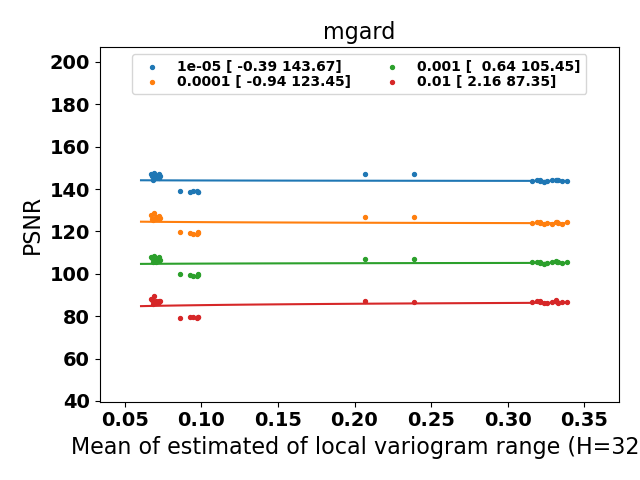 mgard
1e-05 [ -0.39 143.67]
0.0001 [ -0.94 123.45]
0.001 [  0.64 105.45]
0.01 [ 2.16 87.35]
PSNR
200
180
160
140
120
100
80
60
40
0.05 0.10 0.15 0.20 0.25 0.30 0.35
Mean of estimated of local variogram range (H=32